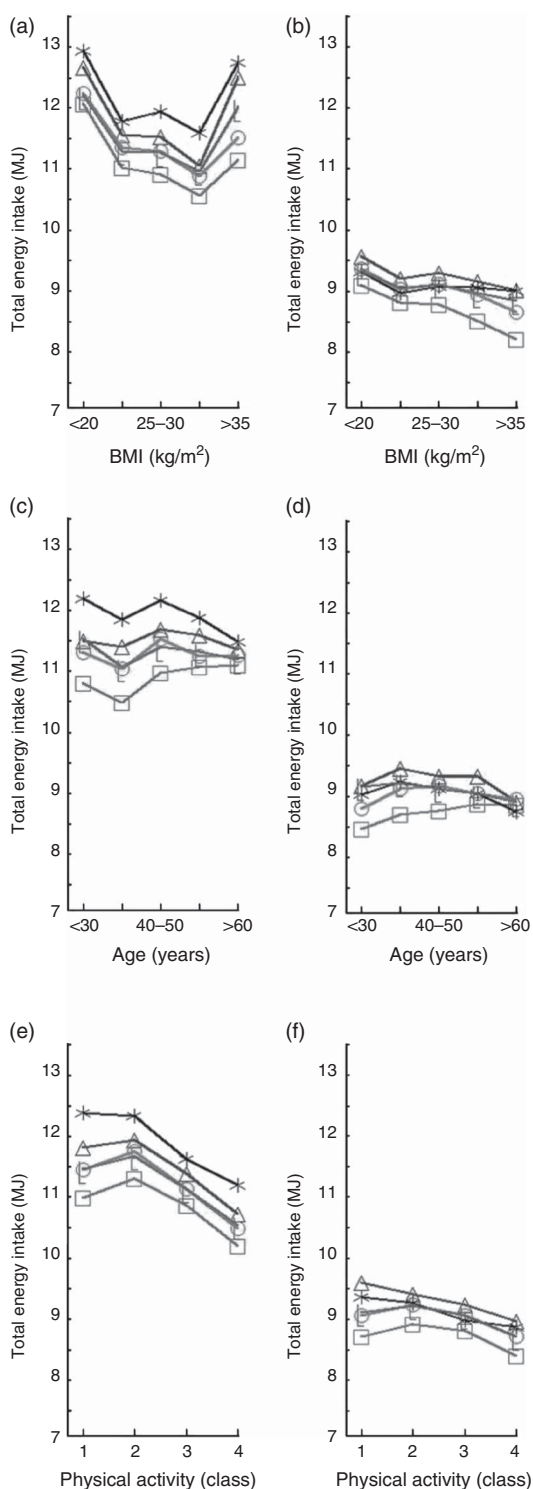 (a)
13
12
11
10
9
8
7
Total energy intake (MJ)
<20 25–30 >35
BMI (kg/m²)
(b)
13
12
11
10
9
8
7
Total energy intake (MJ)
<20 25–30 >35
BMI (kg/m²)
(c)
13
12
11
10
9
8
7
Total energy intake (MJ)
<30 40–50 >60
Age (years)
(d)
13
12
11
10
9
8
7
Total energy intake (MJ)
<30 40–50 >60
Age (years)
(e)
13
12
11
10
9
8
7
Total energy intake (MJ)
1 2 3 4
Physical activity (class)
(f)
13
12
11
10
9
8
7
Total energy intake (MJ)
1 2 3 4
Physical activity (class)